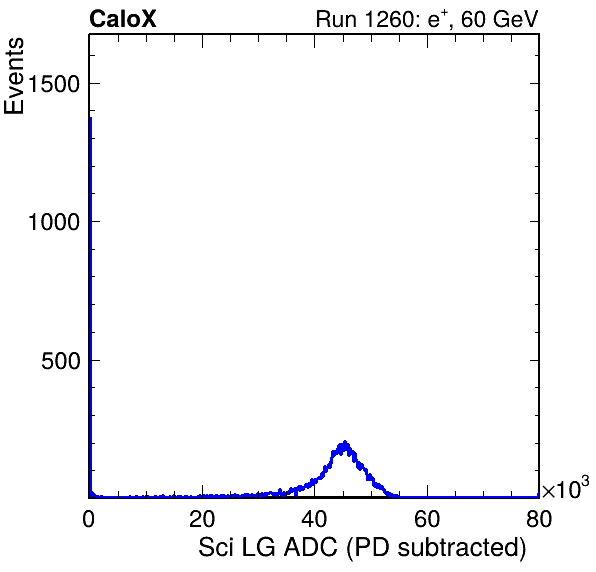 CaloX Run 1260: e⁺, 60 GeV
Events
1500
1000
500
0 20 40 60 80 ×10³
Sci LG ADC (PD subtracted)